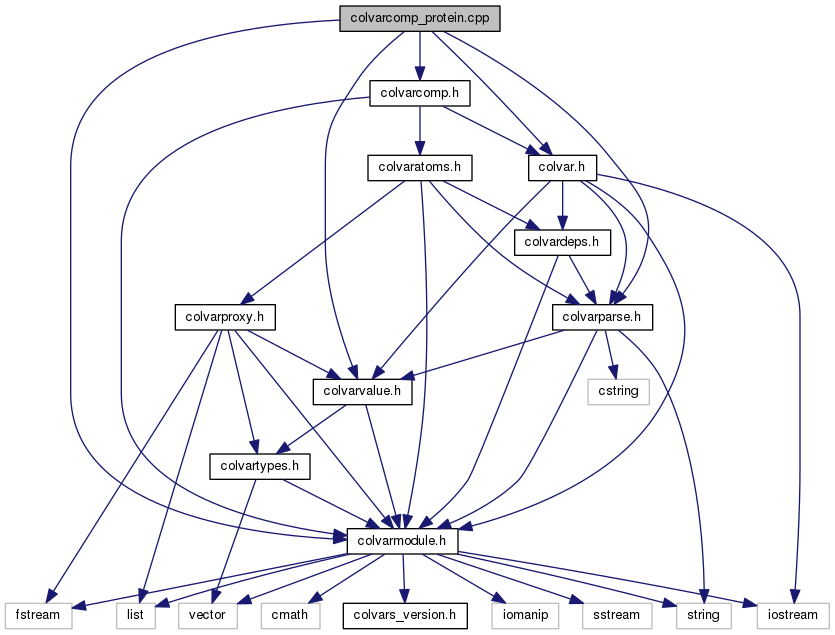 colvarcomp_protein.cpp
colvarcomp.h
colvaratoms.h
colvar.h
colvardeps.h
colvarproxy.h
colvarparse.h
colvarvalue.h
cstring
colvartypes.h
colvarmodule.h
fstream
list
vector
cmath
colvars_version.h
iomanip
sstream
string
iostream